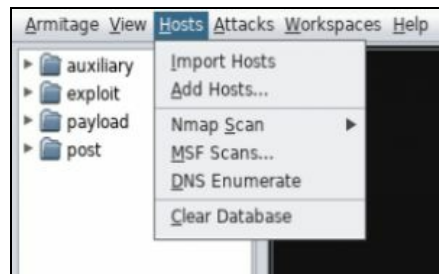 Armitage View Hosts Attacks Workspaces Help
auxiliary
exploit
payload
post
Import Hosts
Add Hosts...
Nmap Scan
MSF Scans...
DNS Enumerate
Clear Database